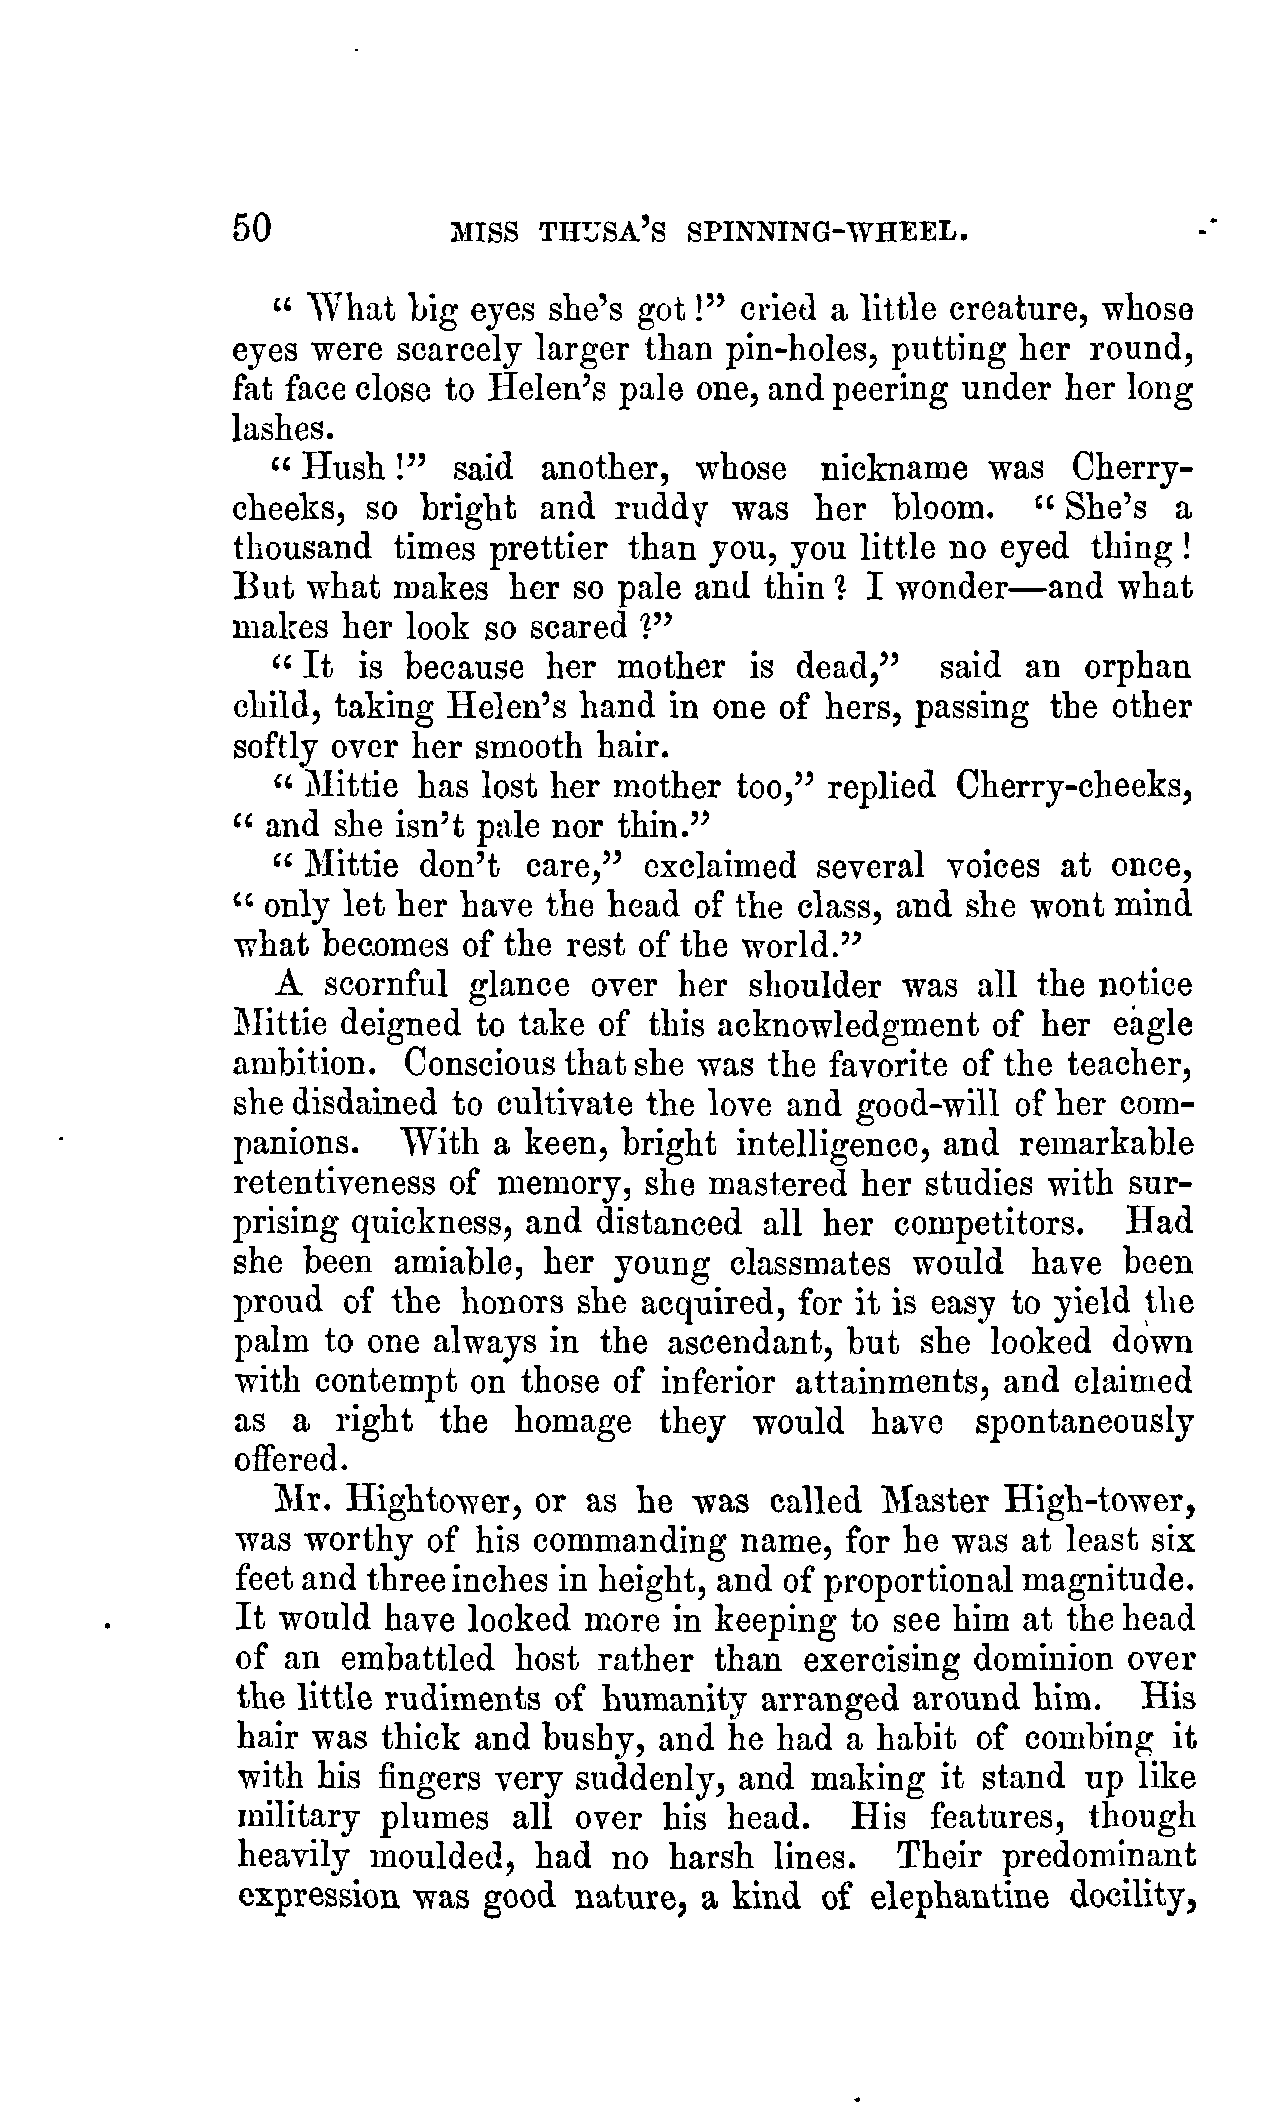 50 MISS THUSA'S SPINNING-WHEEL.
" What big eyes she's got !" cried a little creature, whose
eyes were scarcely larger than pin-holes, putting her round,
fat face close to Helen's pale one, and peering under her long
lashes.
" Hush !" said another, whose nickname was Cherry-
cheeks, so bright and ruddy was her bloom. " She's a
thousand times prettier than you, you little no eyed thing !
But what makes her so pale and thin ? I wonder—and what
makes her look so scared ?"
" It is because her mother is dead," said an orphan
child, taking Helen's hand in one of hers, passing the other
softly over her smooth hair.
" Mittie has lost her mother too," replied Cherry-cheeks,
" and she isn't pale nor thin."
" Mittie don't care," exclaimed several voices at once,
" only let her have the head of the class, and she wont mind
what becomes of the rest of the world."
A scornful glance over her shoulder was all the notice
Mittie deigned to take of this acknowledgment of her eagle
ambition. Conscious that she was the favorite of the teacher,
she disdained to cultivate the love and good-will of her com-
panions. With a keen, bright intelligence, and remarkable
retentiveness of memory, she mastered her studies with sur-
prising quickness, and distanced all her competitors. Had
she been amiable, her young classmates would have been
proud of the honors she acquired, for it is easy to yield the
palm to one always in the ascendant, but she looked down
with contempt on those of inferior attainments, and claimed
as a right the homage they would have spontaneously
offered.
Mr. Hightower, or as he was called Master High-tower,
was worthy of his commanding name, for he was at least six
feet and three inches in height, and of proportional magnitude.
It would have looked more in keeping to see him at the head
of an embattled host rather than exercising dominion over
the little rudiments of humanity arranged around him. His
hair was thick and bushy, and he had a habit of combing it
with his fingers very suddenly, and making it stand up like
military plumes all over his head. His features, though
heavily moulded, had no harsh lines. Their predominant
expression was good nature, a kind of elephantine docility,